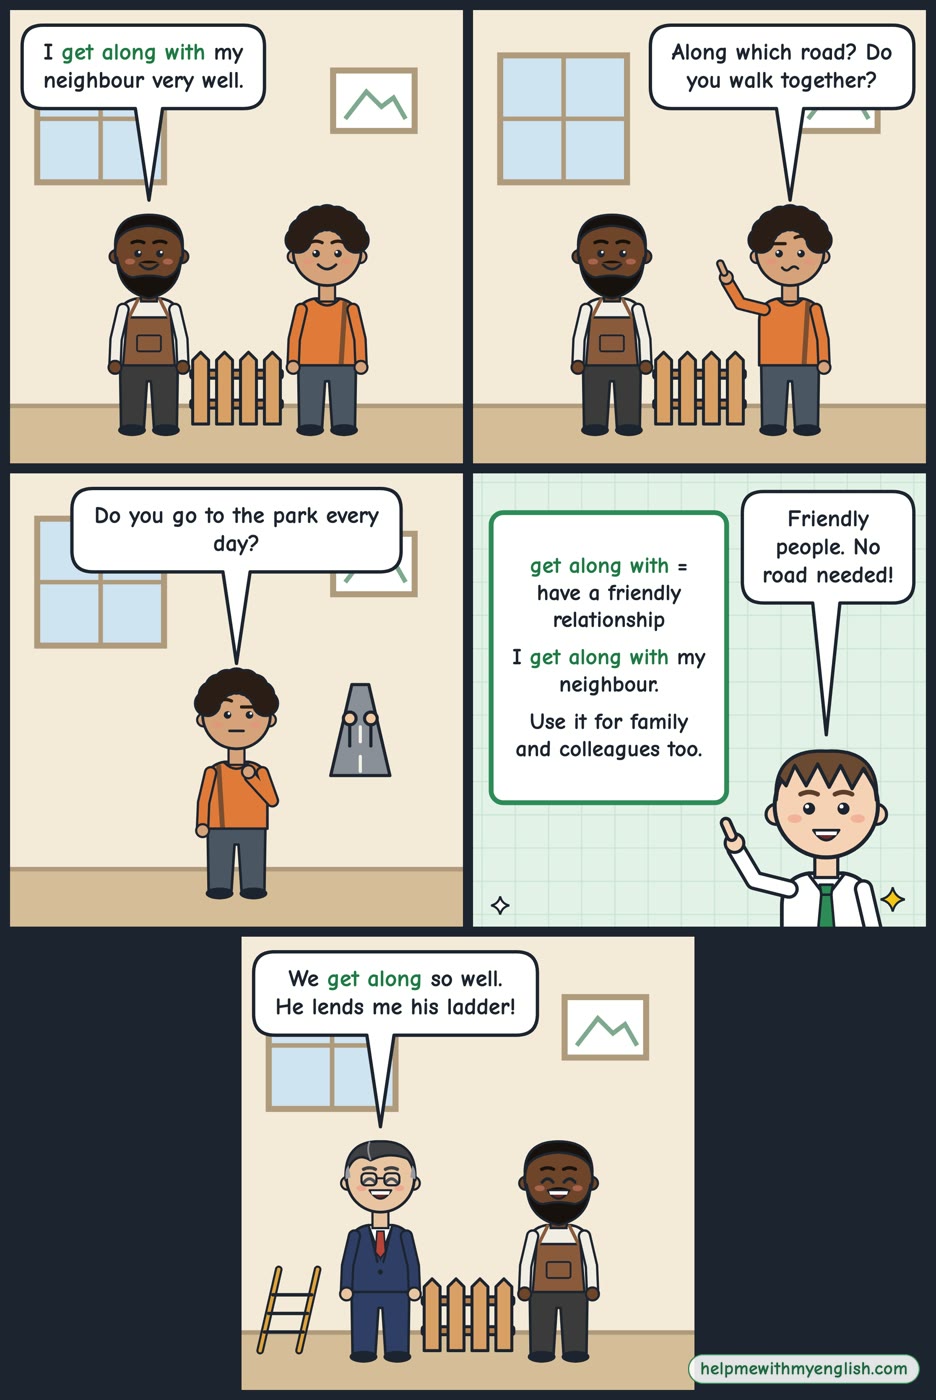 I get along with my
neighbour very well.
Along which road? Do
you walk together?
Do you go to the park every
day?
get along with =
have a friendly
relationship
I get along with my
neighbour.
Use it for family
and colleagues too.
Friendly
people. No
road needed!
We get along so well.
He lends me his ladder!
helpmewithmyenglish.com